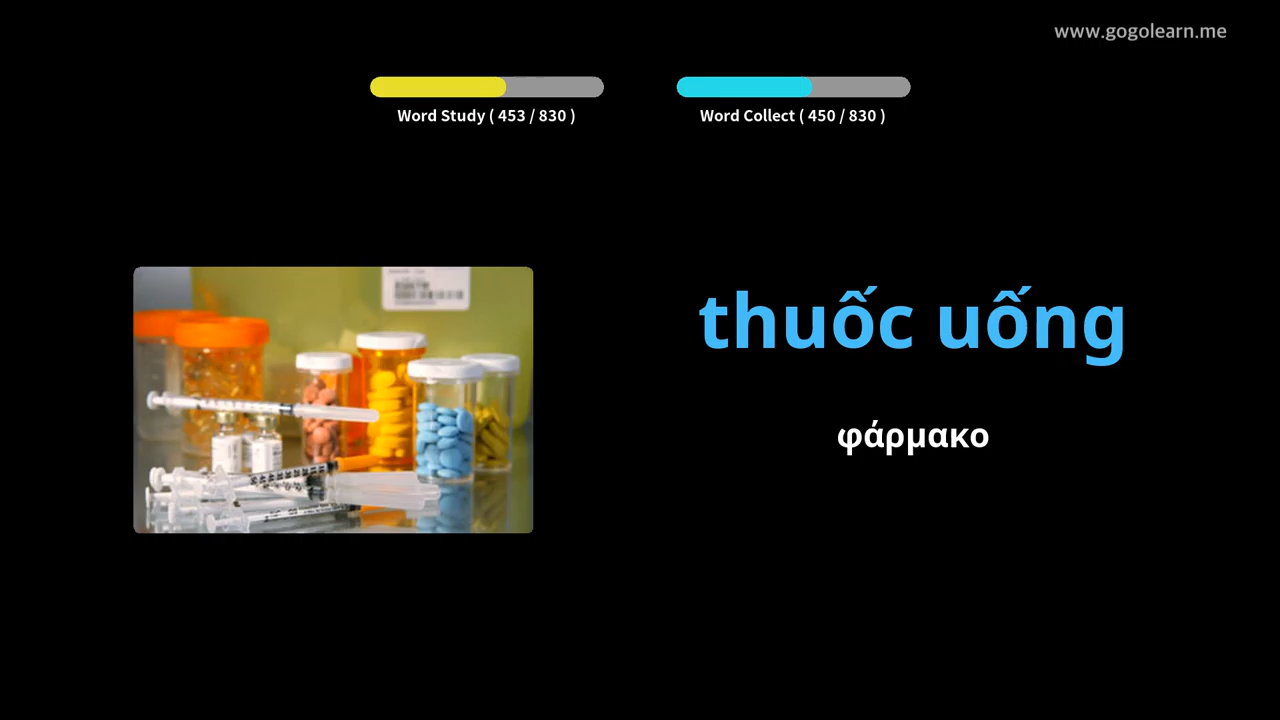 www.gogolearn.me
Word Study ( 453 / 830 )
Word Collect ( 450 / 830 )
thuốc uống
φάρμακο